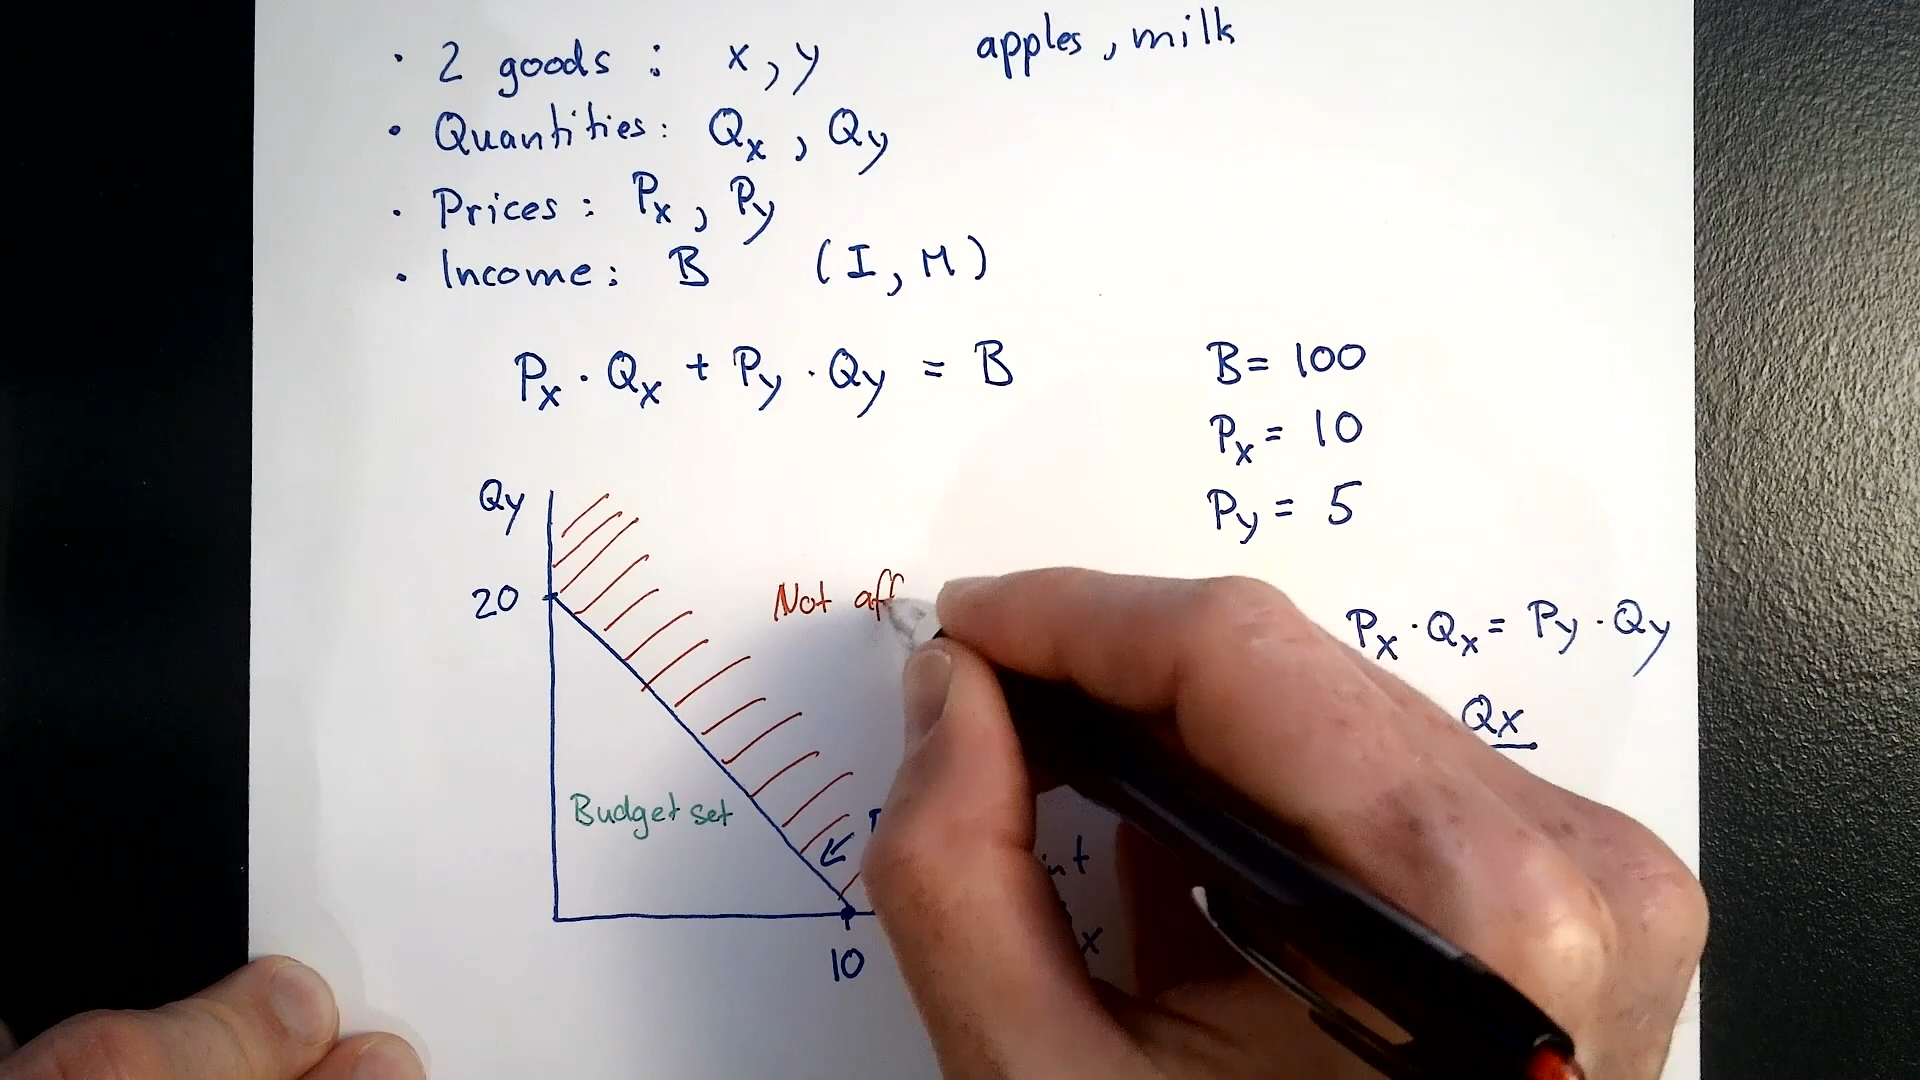 · 2 goods : x, y apples, milk
· Quantities: Qx, Qy
· Prices: Px, Py
· Income: B (I, M)
Px · Qx + Py · Qy = B
B = 100
Px = 10
Py = 5
Qy
20
Not aff
Px · Qx = Py · Qy
Qx
Budget set
10